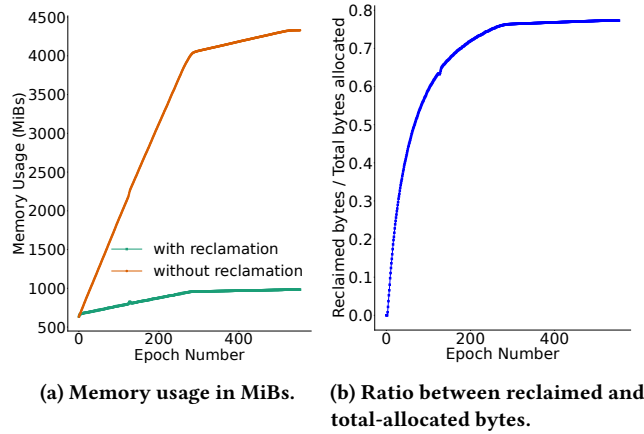 4500
4000
3500
3000
2500
2000
1500
1000
500
Memory Usage (MiBs)
with reclamation
without reclamation
0
200
400
Epoch Number
(a) Memory usage in MiBs.
0.8
0.7
0.6
0.5
0.4
0.3
0.2
0.1
0.0
Reclaimed bytes / Total bytes allocated
0
200
400
Epoch Number
(b) Ratio between reclaimed and
total-allocated bytes.